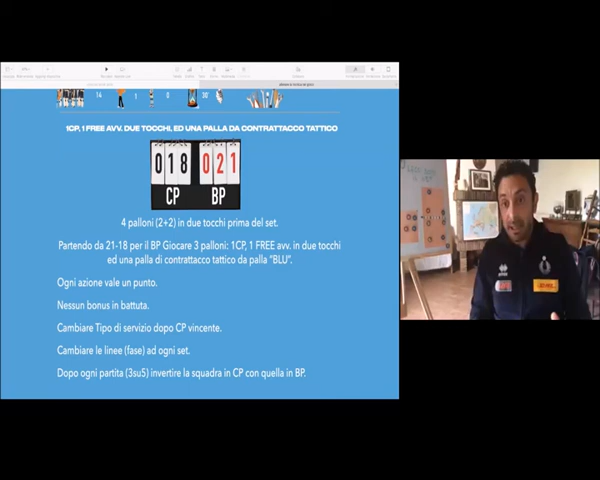 14 1 8 30'
1CP, 1 FREE AVV. DUE TOCCHI, ED UNA PALLA DA CONTRATTACCO TATTICO
018 021
CP BP
4 palloni (2+2) in due tocchi prima del set.
Partendo da 21-18 per il BP Giocare 3 palloni: 1CP, 1 FREE avv. in due tocchi
ed una palla di contrattacco tattico da palla "BLU".
Ogni azione vale un punto.
Nessun bonus in battuta.
Cambiare Tipo di servizio dopo CP vincente.
Cambiare le linee (fase) ad ogni set.
Dopo ogni partita (3su5) invertire la squadra in CP con quella in BP.